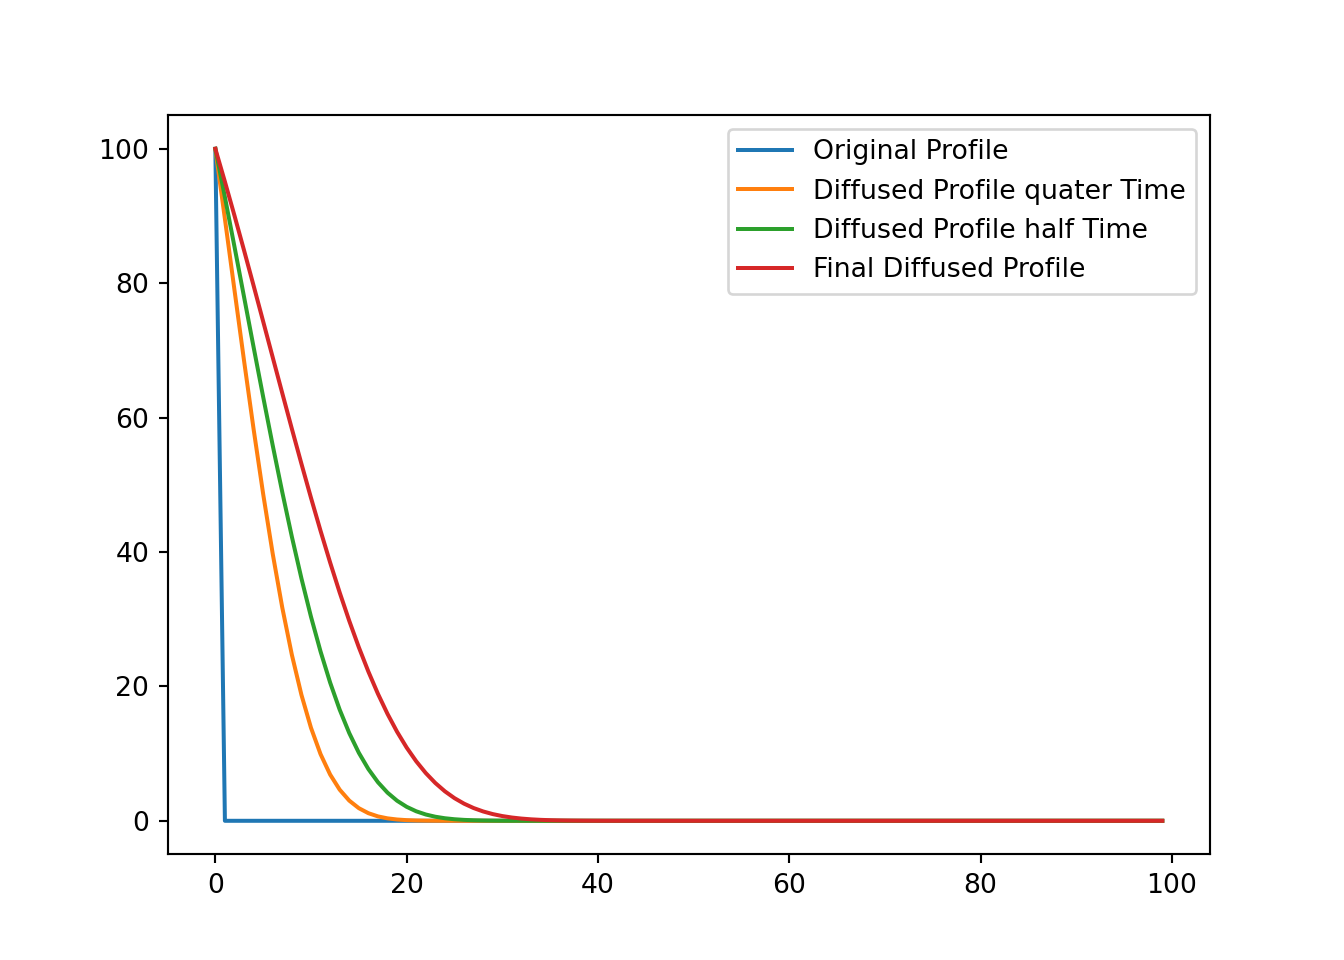 100
80
60
40
20
0
0 20 40 60 80 100
Original Profile
Diffused Profile quater Time
Diffused Profile half Time
Final Diffused Profile